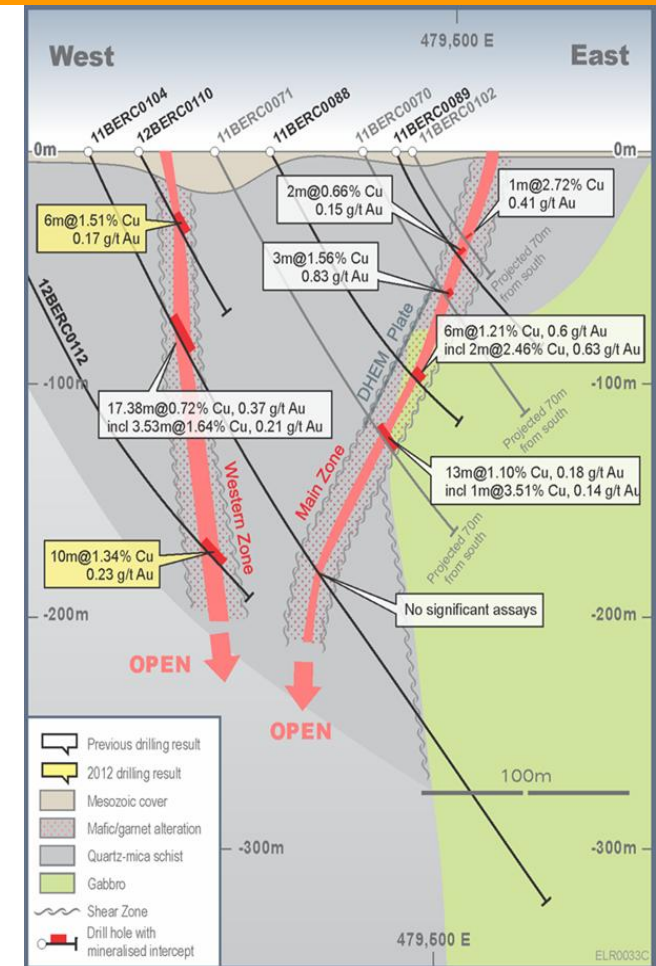 479,500 E
West
East
11BERC0104
12BERC0110
11BERC0071
11BERC0088
11BERC0070
11BERC0089
11BERC0102
0m
0m
1m@2.72% Cu
0.41 g/t Au
2m@0.66% Cu
0.15 g/t Au
6m@1.51% Cu
0.17 g/t Au
3m@1.56% Cu
0.83 g/t Au
Projected 70m
from south
12BERC0112
DHEM Plate
6m@1.21% Cu, 0.6 g/t Au
incl 2m@2.46% Cu, 0.63 g/t Au
-100m
-100m
17.38m@0.72% Cu, 0.37 g/t Au
incl 3.53m@1.64% Cu, 0.21 g/t Au
Projected 70m
from south
Western Zone
Main Zone
13m@1.10% Cu, 0.18 g/t Au
incl 1m@3.51% Cu, 0.14 g/t Au
Projected 70m
from south
10m@1.34% Cu
0.23 g/t Au
No significant assays
-200m
-200m
OPEN
OPEN
Previous drilling result
2012 drilling result
Mesozoic cover
Mafic/garnet alteration
Quartz-mica schist
Gabbro
Shear Zone
Drill hole with
mineralised intercept
100m
-300m
-300m
479,500 E
ELR0033C